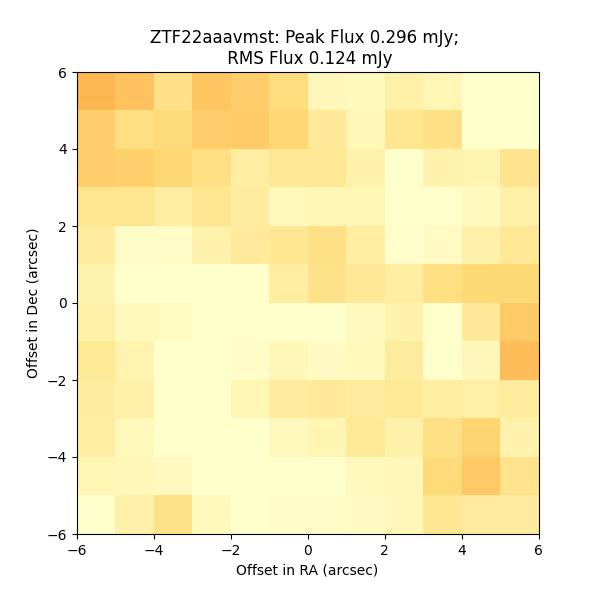 ZTF22aaavmst: Peak Flux 0.296 mJy;
RMS Flux 0.124 mJy
6
4
2
0
−2
−4
−6
Offset in Dec (arcsec)
−6 −4 −2 0 2 4 6
Offset in RA (arcsec)